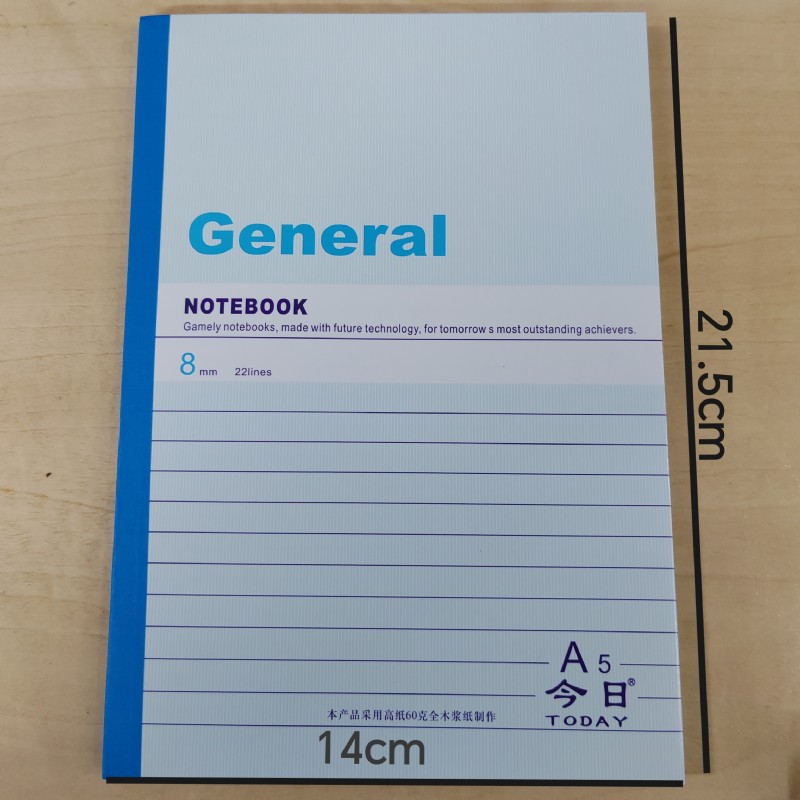 General
NOTEBOOK
Gamely notebooks, made with future technology, for tomorrow s most outstanding achievers.
8 mm 22lines
21.5cm
A 5
今日®
TODAY
本产品采用高纸60克全木浆纸制作
14cm